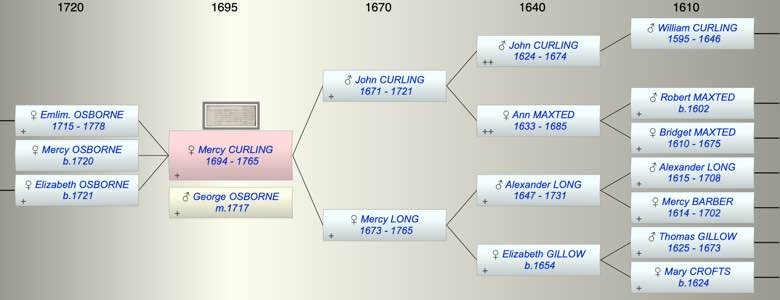 1720 1695 1670 1640 1610
♀ Emlim. OSBORNE
1715 - 1778
+
♀ Mercy OSBORNE
b.1720
♀ Elizabeth OSBORNE
b.1721
+
♀ Mercy CURLING
1694 - 1765
+
♂ George OSBORNE
m.1717
+
♂ John CURLING
1671 - 1721
+
♀ Mercy LONG
1673 - 1765
+
♂ John CURLING
1624 - 1674
++
♀ Ann MAXTED
1633 - 1685
++
♂ Alexander LONG
1647 - 1731
+
♀ Elizabeth GILLOW
b.1654
+
♂ William CURLING
1595 - 1646
♂ Robert MAXTED
b.1602
+
♀ Bridget MAXTED
1610 - 1675
+
♂ Alexander LONG
1615 - 1708
+
♀ Mercy BARBER
1614 - 1702
+
♂ Thomas GILLOW
1625 - 1673
+
♀ Mary CROFTS
b.1624
+